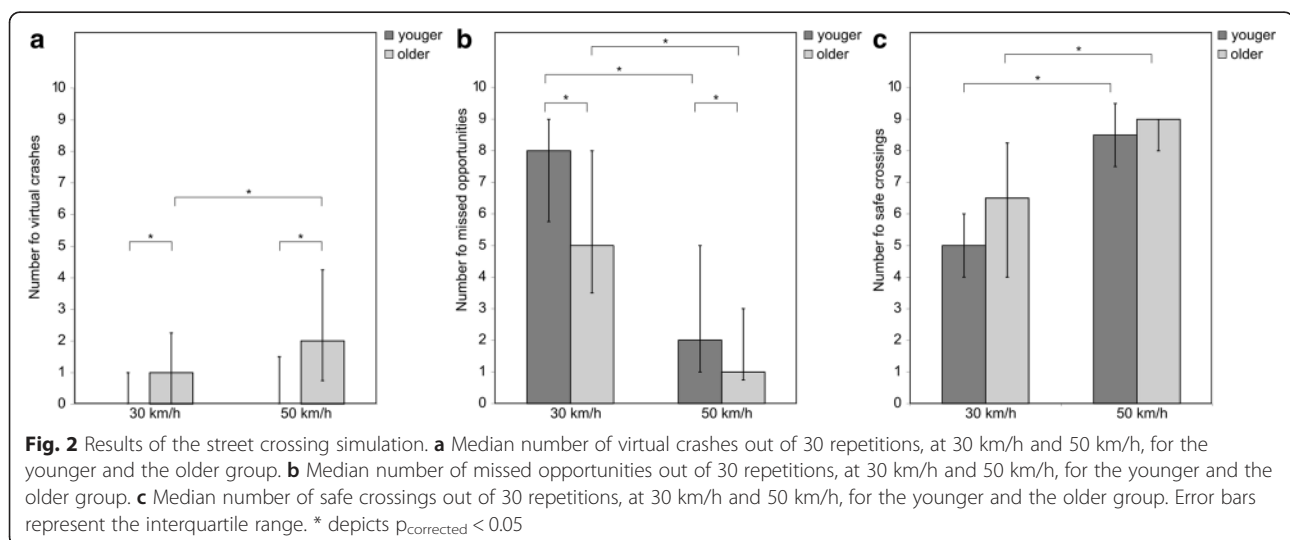 a
youger
older
Number fo virtual crashes
10
9
8
7
6
5
4
3
2
1
0
*
*
*
30 km/h
50 km/h
b
youger
older
Number fo missed opportunities
10
9
8
7
6
5
4
3
2
1
0
*
*
*
*
30 km/h
50 km/h
c
youger
older
Number fo safe crossings
10
9
8
7
6
5
4
3
2
1
0
*
*
30 km/h
50 km/h
Fig. 2 Results of the street crossing simulation. a Median number of virtual crashes out of 30 repetitions, at 30 km/h and 50 km/h, for the
younger and the older group. b Median number of missed opportunities out of 30 repetitions, at 30 km/h and 50 km/h, for the younger and the
older group. c Median number of safe crossings out of 30 repetitions, at 30 km/h and 50 km/h, for the younger and the older group. Error bars
represent the interquartile range. * depicts pcorrected < 0.05